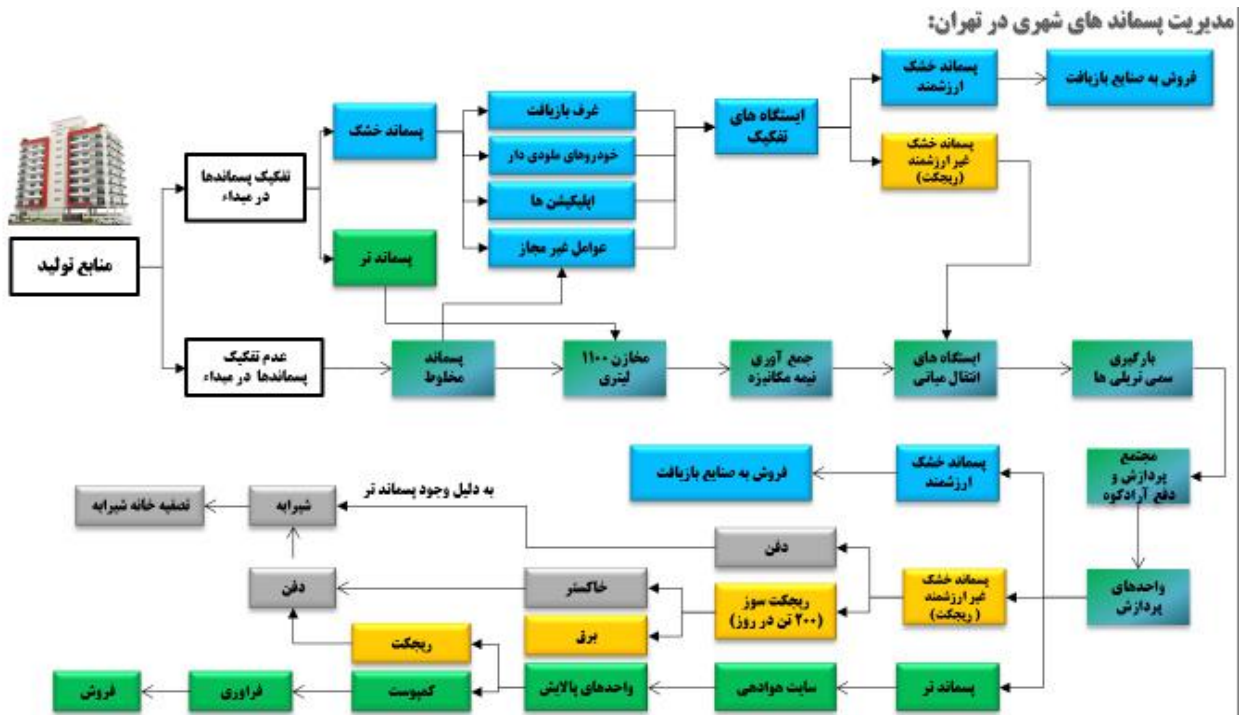 مدیریت پسماند های شهری در تهران:
منابع تولید
تفکیک پسماندها
در مبداء
عدم تفکیک
پسماندها در مبداء
پسماند خشک
پسماند تر
غرف بازیافت
خودروهای ملودی دار
اپلیکیشن ها
عوامل غیر مجاز
ایستگاه های
تفکیک
پسماند خشک
ارزشمند
فروش به صنایع بازیافت
پسماند خشک
غیر ارزشمند
(ریجکت)
پسماند
مخلوط
مخازن ۱۱۰۰
لیتری
جمع آوری
نیمه مکانیزه
ایستگاه های
انتقال میانی
بارگیری
سمی تریلی ها
مجتمع
پردازش و
دفع آرادکوه
واحدهای
پردازش
پسماند خشک
ارزشمند
فروش به صنایع بازیافت
پسماند خشک
غیر ارزشمند
(ریجکت)
دفن
به دلیل وجود پسماند تر
شیرابه
تصفیه خانه شیرابه
ریجکت سوز
(۲۰۰ تن در روز)
خاکستر
دفن
برق
ریجکت
پسماند تر
سایت هوادهی
واحدهای پالایش
کمپوست
فراوری
فروش